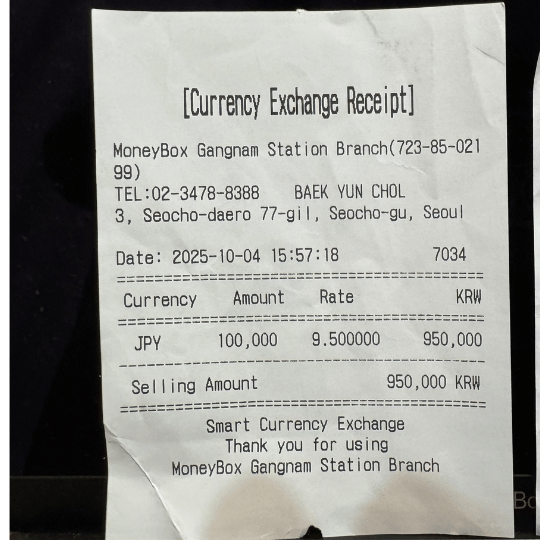 [Currency Exchange Receipt]
MoneyBox Gangnam Station Branch(723-85-021
99)
TEL:02-3478-8388 BAEK YUN CHOL
3, Seocho-daero 77-gil, Seocho-gu, Seoul
Date: 2025-10-04 15:57:18 7034
Currency Amount Rate KRW
JPY 100,000 9.500000 950,000
Selling Amount 950,000 KRW
Smart Currency Exchange
Thank you for using
MoneyBox Gangnam Station Branch